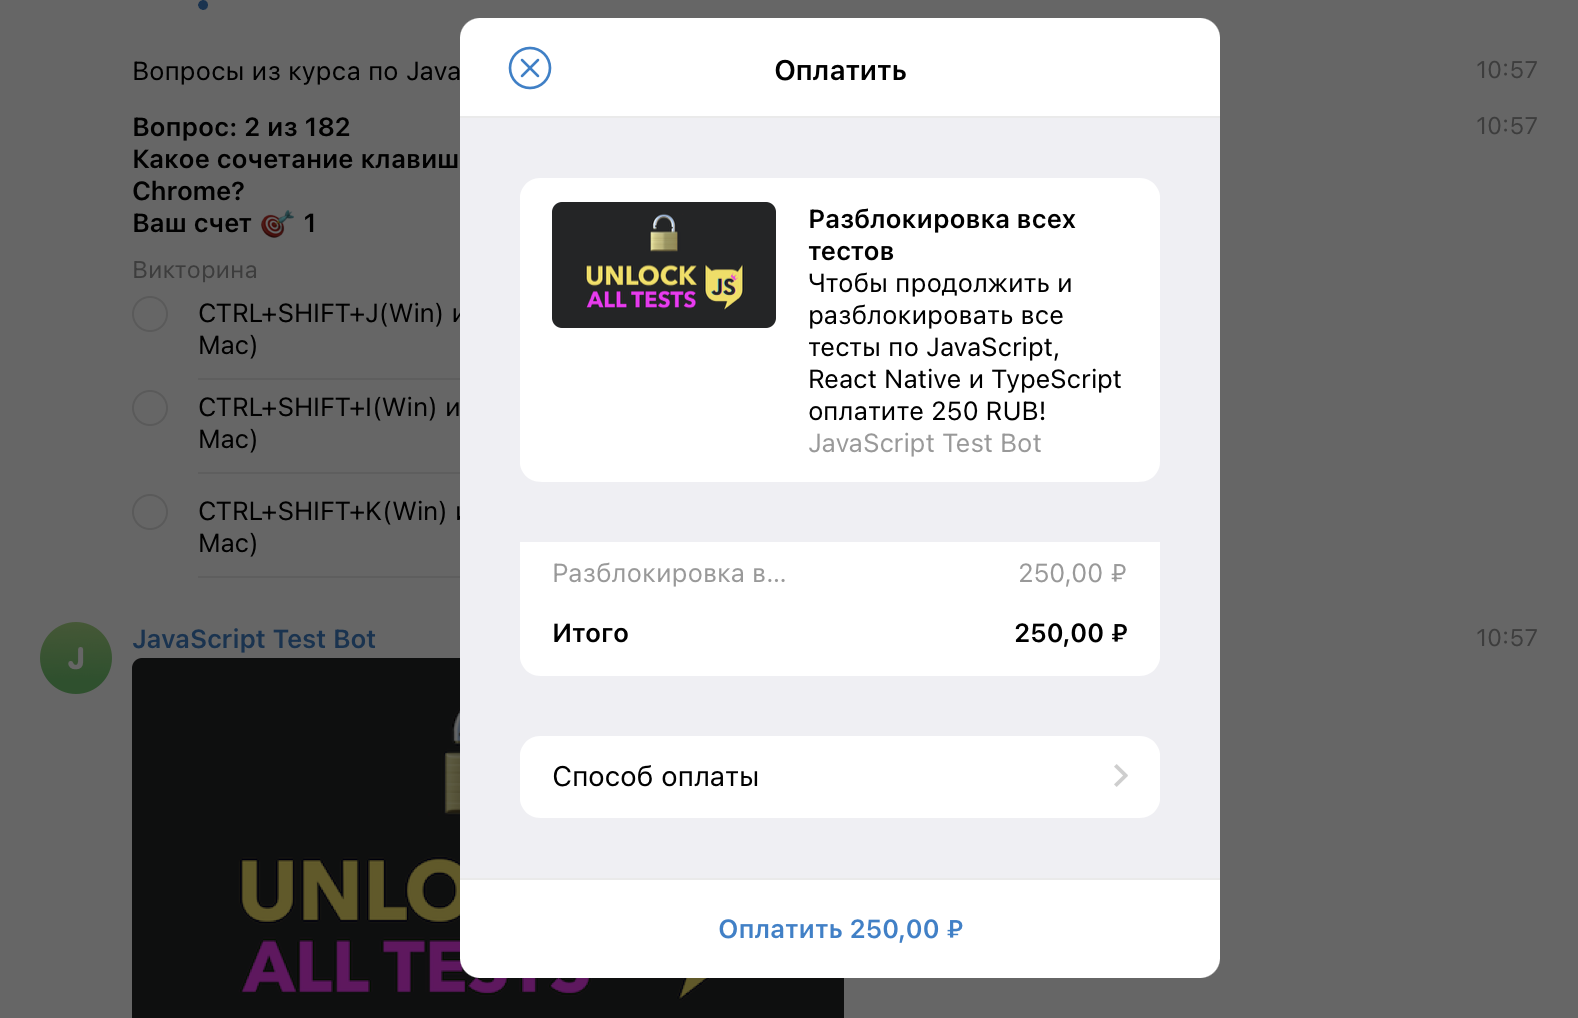 Вопросы из курса по Java
10:57
Вопрос: 2 из 182
10:57
Какое сочетание клавиш
Chrome?
Ваш счет 🎯 1
Викторина
CTRL+SHIFT+J(Win) и
Mac)
CTRL+SHIFT+I(Win) и
Mac)
CTRL+SHIFT+K(Win) и
Mac)
J
JavaScript Test Bot
10:57
UNLO
ALL TESTS
Оплатить
UNLOCK
ALL TESTS
JS
Разблокировка всех
тестов
Чтобы продолжить и
разблокировать все
тесты по JavaScript,
React Native и TypeScript
оплатите 250 RUB!
JavaScript Test Bot
Разблокировка в... 250,00 ₽
Итого 250,00 ₽
Способ оплаты
Оплатить 250,00 ₽